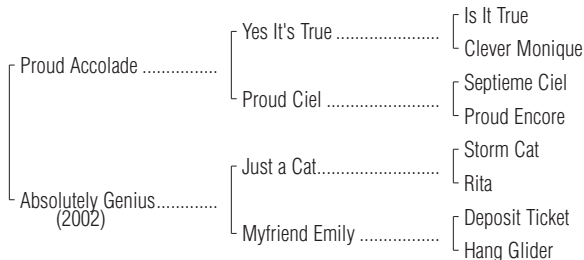 Is It True
Yes It's True ...................
Clever Monique
Proud Accolade ..............
Septieme Ciel
Proud Ciel .....................
Proud Encore
Storm Cat
Just a Cat.......................
Rita
Absolutely Genius............
(2002)
Deposit Ticket
Myfriend Emily ...............
Hang Glider